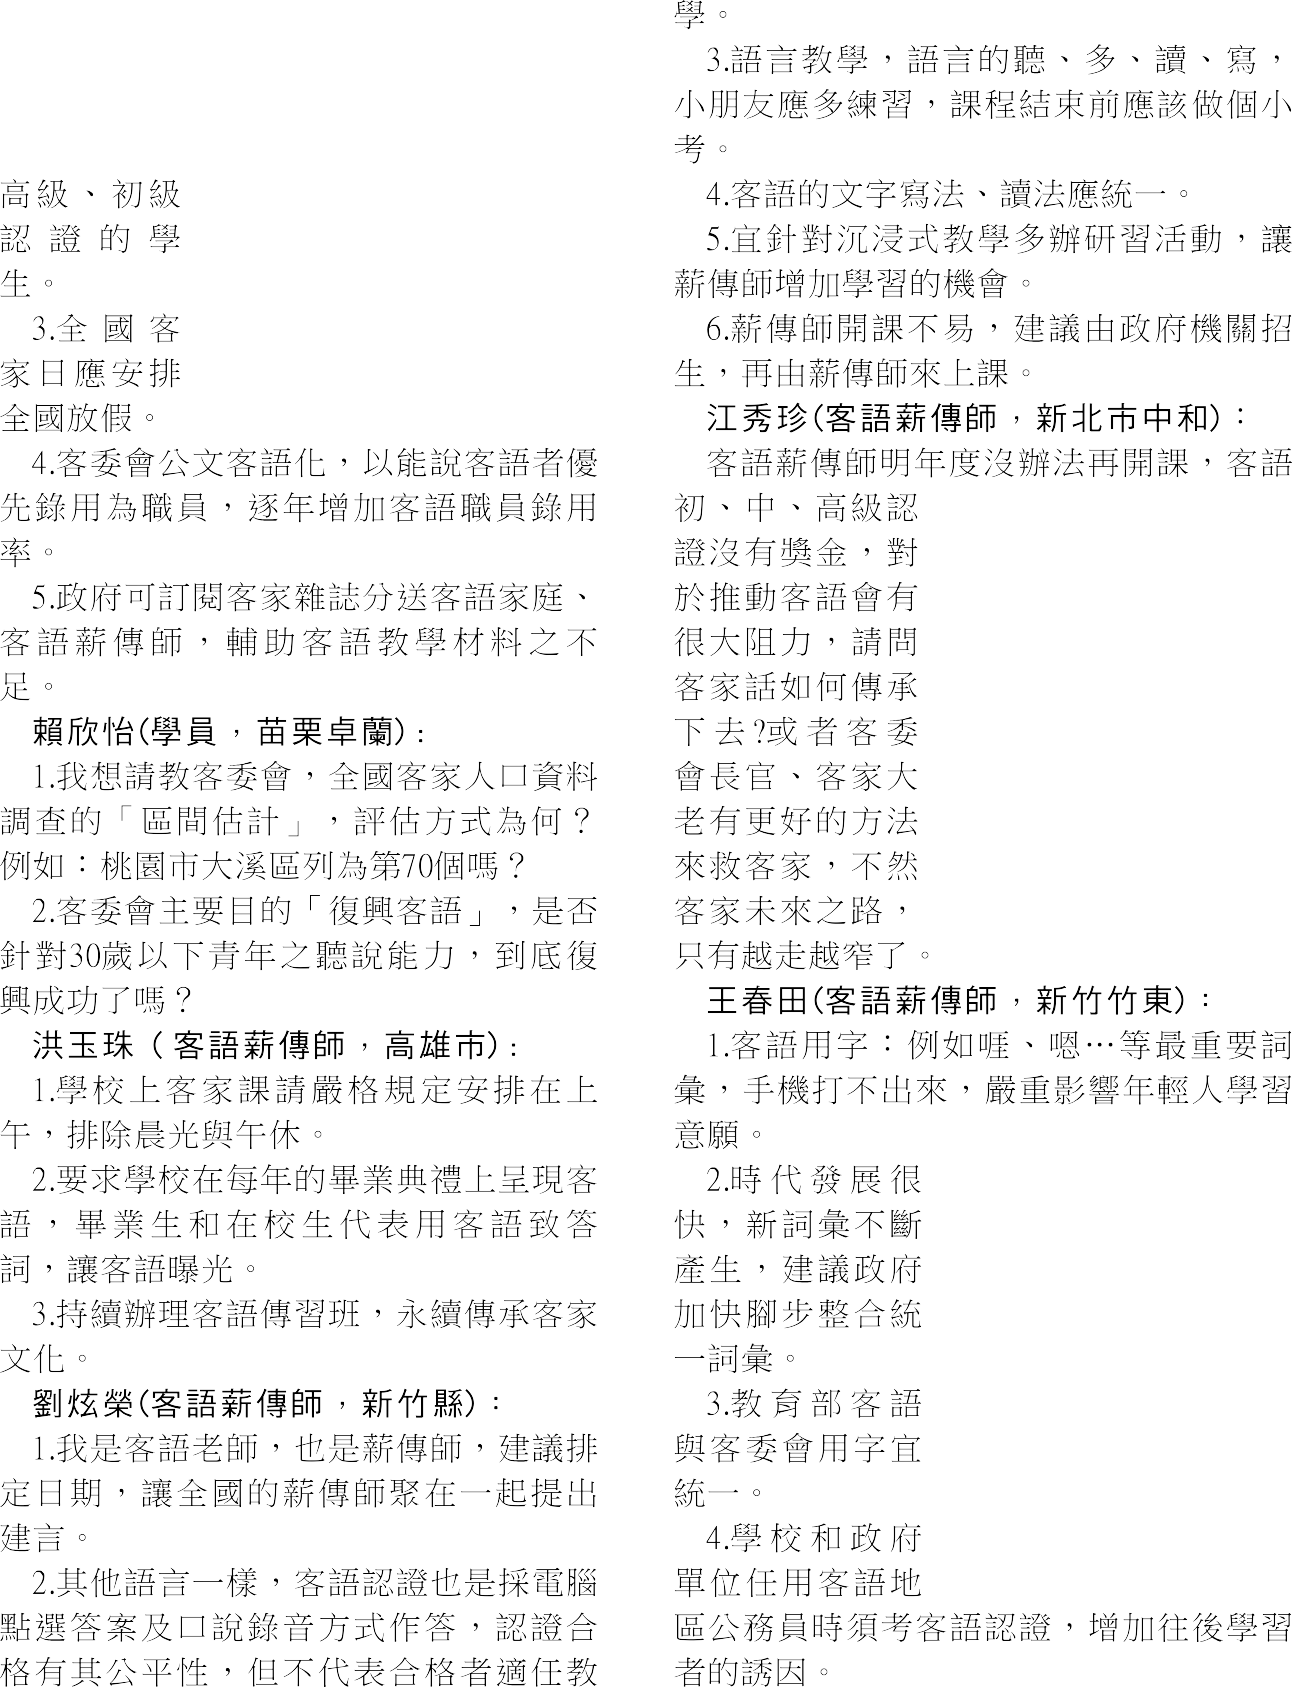 高級、初級
認證的學
生。
3.全國客
家日應安排
全國放假。
4.客委會公文客語化，以能說客語者優
先錄用為職員，逐年增加客語職員錄用
率。
5.政府可訂閱客家雜誌分送客語家庭、
客語薪傳師，輔助客語教學材料之不
足。
賴欣怡(學員，苗栗卓蘭)：
1.我想請教客委會，全國客家人口資料
調查的「區間估計」，評估方式為何？
例如：桃園市大溪區列為第70個嗎？
2.客委會主要目的「復興客語」，是否
針對30歲以下青年之聽說能力，到底復
興成功了嗎？
洪玉珠（客語薪傳師，高雄市)：
1.學校上客家課請嚴格規定安排在上
午，排除晨光與午休。
2.要求學校在每年的畢業典禮上呈現客
語，畢業生和在校生代表用客語致答
詞，讓客語曝光。
3.持續辦理客語傳習班，永續傳承客家
文化。
劉炫榮(客語薪傳師，新竹縣)：
1.我是客語老師，也是薪傳師，建議排
定日期，讓全國的薪傳師聚在一起提出
建言。
2.其他語言一樣，客語認證也是採電腦
點選答案及口說錄音方式作答，認證合
格有其公平性，但不代表合格者適任教
學。
3.語言教學，語言的聽、多、讀、寫，
小朋友應多練習，課程結束前應該做個小
考。
4.客語的文字寫法、讀法應統一。
5.宜針對沉浸式教學多辦研習活動，讓
薪傳師增加學習的機會。
6.薪傳師開課不易，建議由政府機關招
生，再由薪傳師來上課。
江秀珍(客語薪傳師，新北市中和)：
客語薪傳師明年度沒辦法再開課，客語
初、中、高級認
證沒有獎金，對
於推動客語會有
很大阻力，請問
客家話如何傳承
下去?或者客委
會長官、客家大
老有更好的方法
來救客家，不然
客家未來之路，
只有越走越窄了。
王春田(客語薪傳師，新竹竹東)：
1.客語用字：例如啀、嗯…等最重要詞
彙，手機打不出來，嚴重影響年輕人學習
意願。
2.時代發展很
快，新詞彙不斷
產生，建議政府
加快腳步整合統
一詞彙。
3.教育部客語
與客委會用字宜
統一。
4.學校和政府
單位任用客語地
區公務員時須考客語認證，增加往後學習
者的誘因。